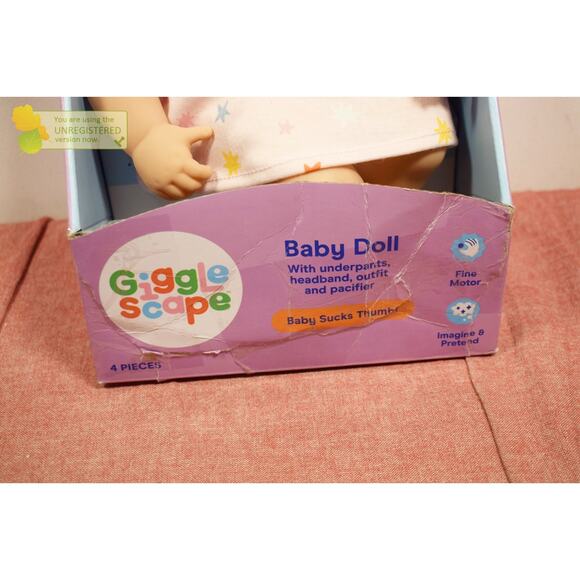 You are using the
UNREGISTERED
version now.
Giggle
scape
4 PIECES
Baby Doll
With underpants,
headband, outfit
and pacifier
Baby Sucks Thumb!
Fine
Motor
Imagine &
Pretend